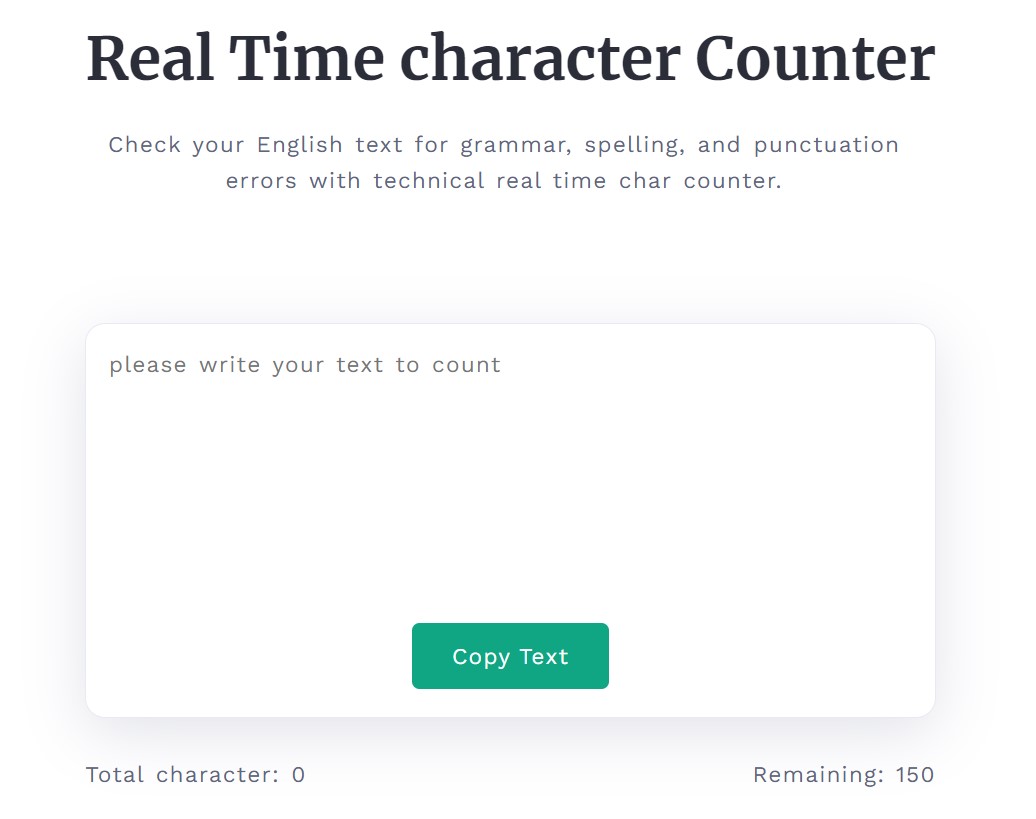 Real Time character Counter
Check your English text for grammar, spelling, and punctuation
errors with technical real time char counter.
please write your text to count
Copy Text
Total character: 0
Remaining: 150